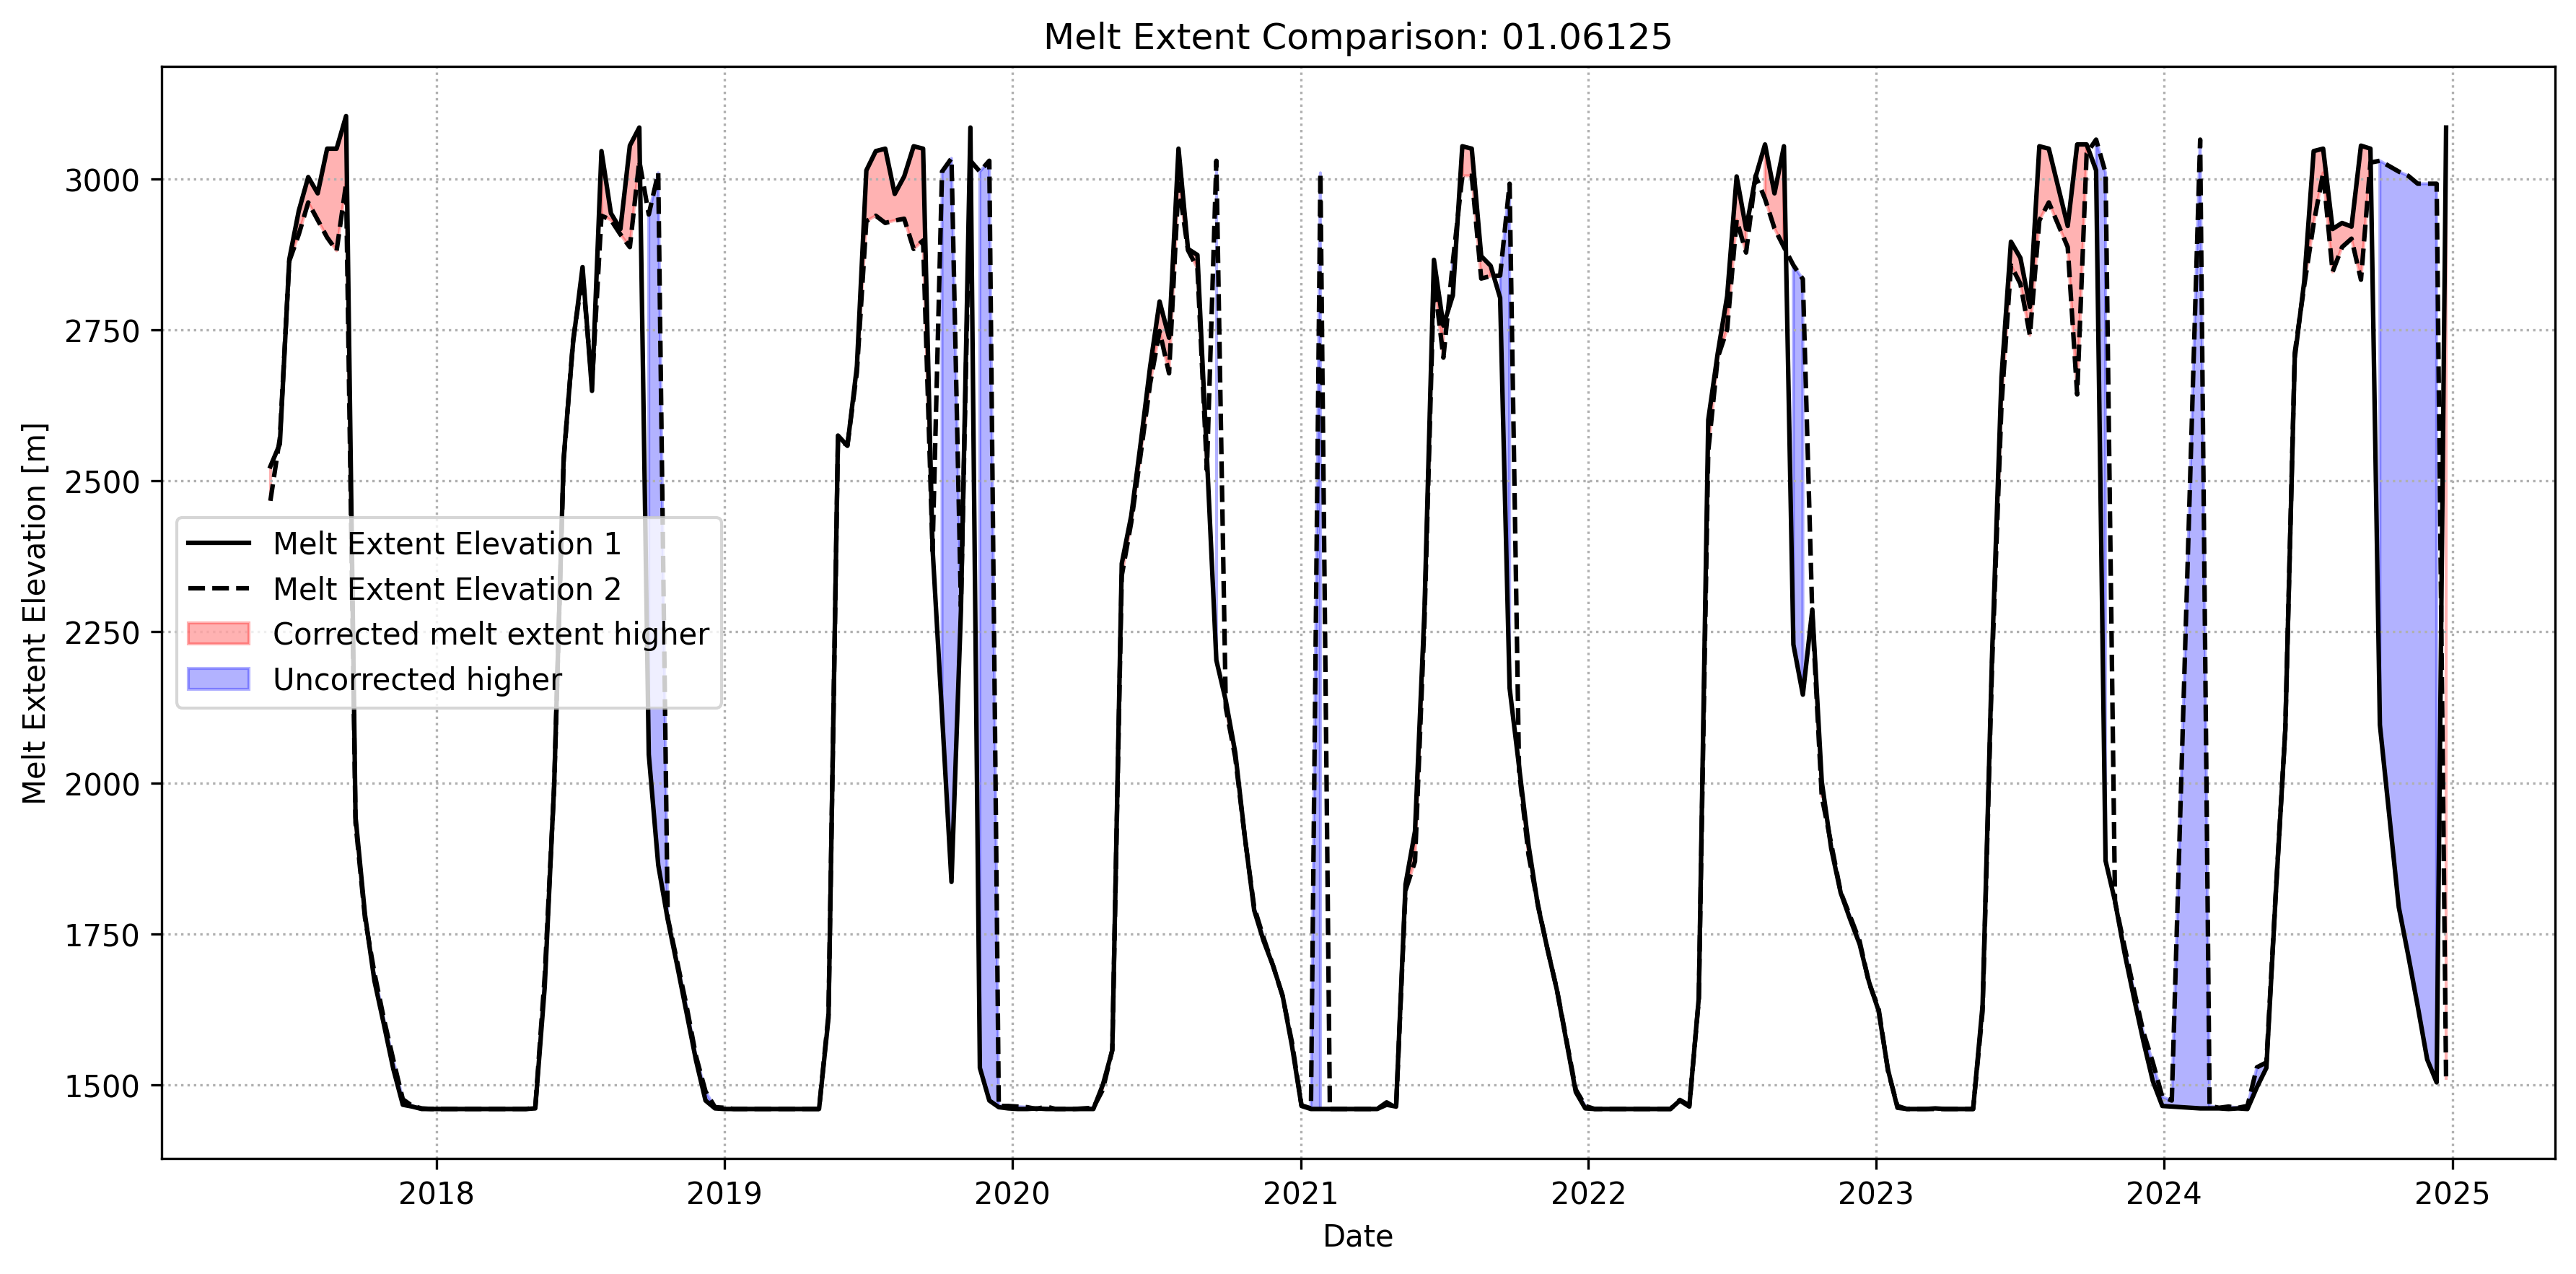 Melt Extent Comparison: 01.06125
Melt Extent Elevation [m]
3000
2750
2500
2250
2000
1750
1500
Melt Extent Elevation 1
Melt Extent Elevation 2
Corrected melt extent higher
Uncorrected higher
2018 2019 2020 2021 2022 2023 2024 2025
Date